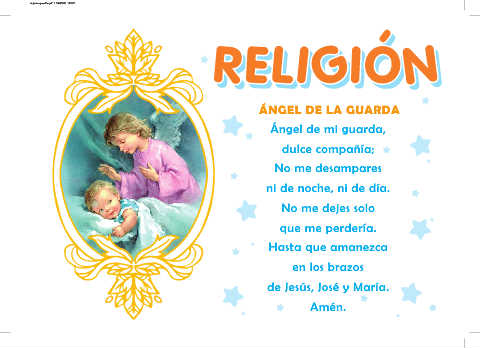 RELIGIÓN
ÁNGEL DE LA GUARDA
Ángel de mi guarda,
dulce compañía;
No me desampares
ni de noche, ni de día.
No me dejes solo
que me perdería.
Hasta que amanezca
en los brazos
de Jesús, José y María.
Amén.